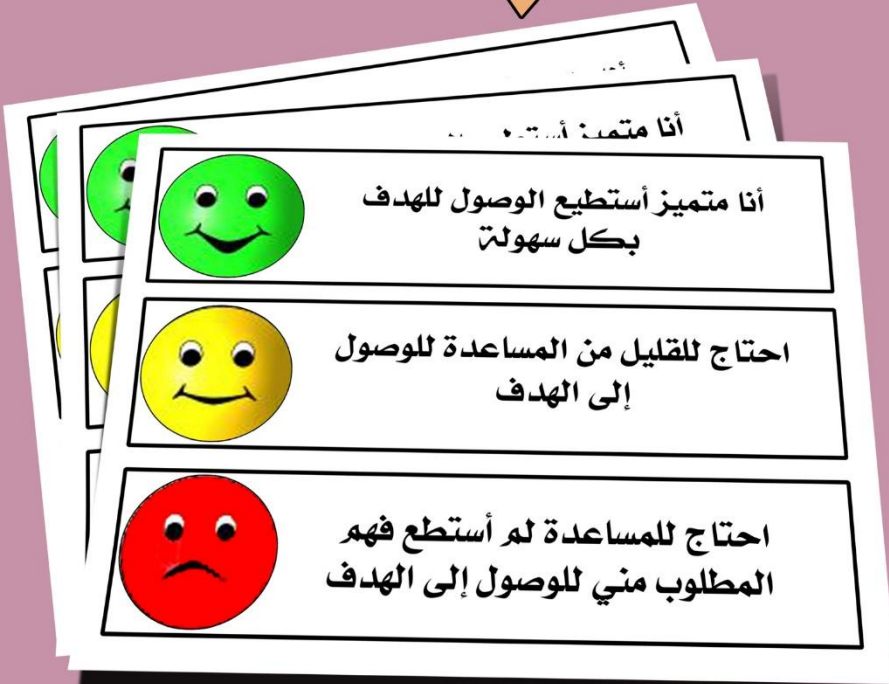 أنا متميز
أنا متميز أستطيع الوصول للهدف
بكل سهولة
احتاج للقليل من المساعدة للوصول
إلى الهدف
احتاج للمساعدة لم أستطع فهم
المطلوب مني للوصول إلى الهدف